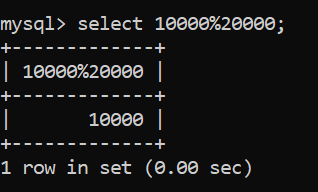 mysql> select 10000%20000;
+-------------+
| 10000%20000 |
+-------------+
|       10000 |
+-------------+
1 row in set (0.00 sec)